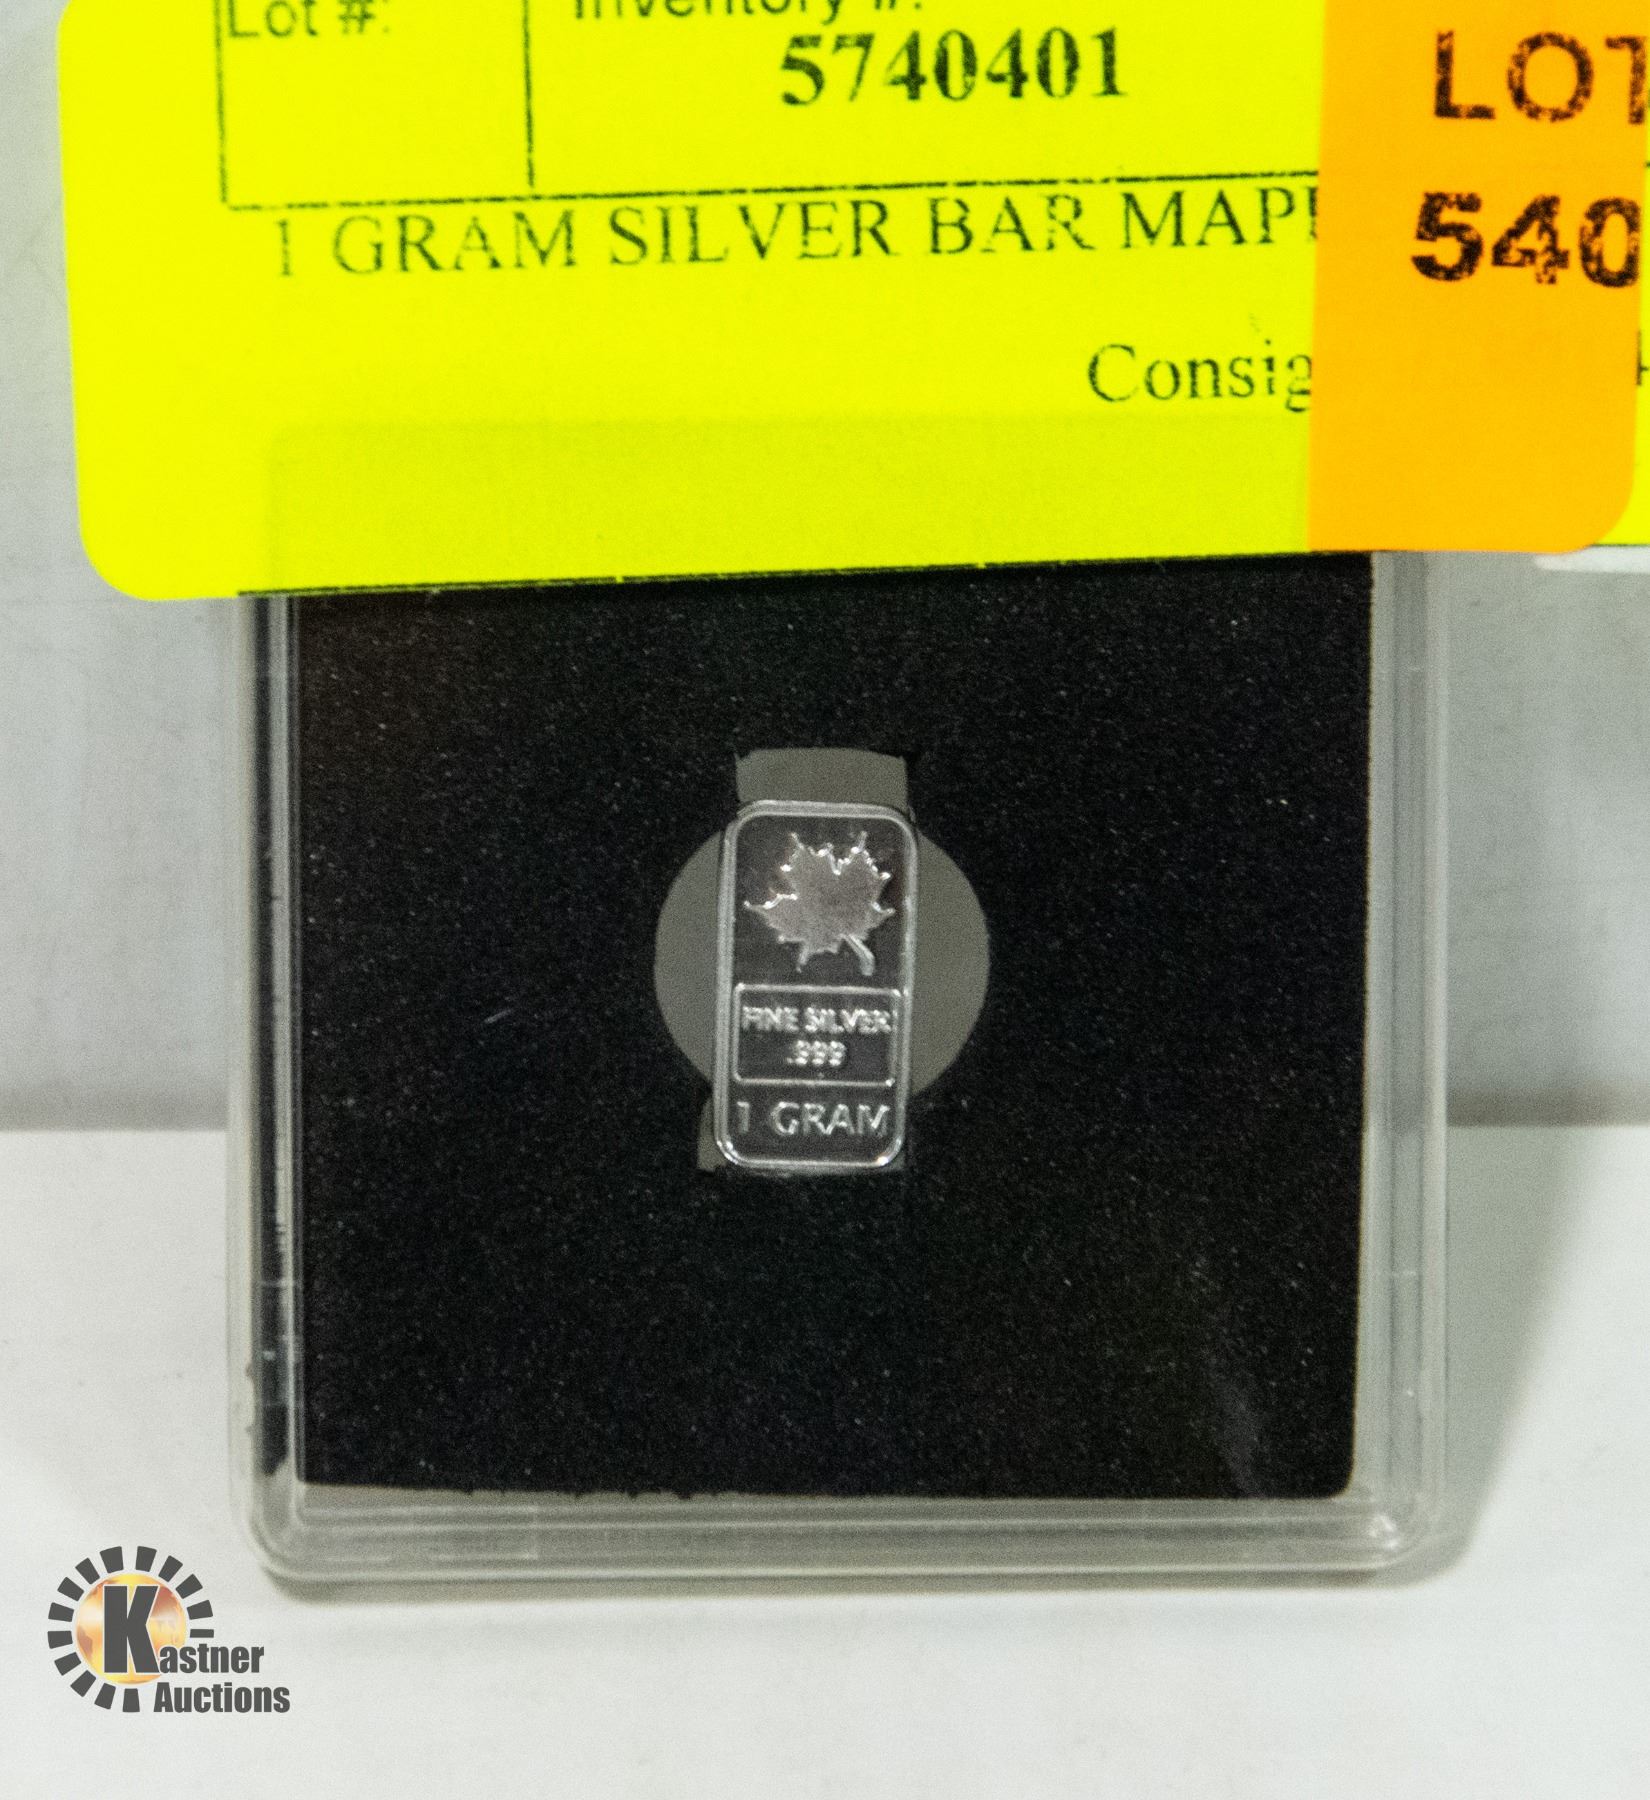 Lot #:
Inventory #:
5740401
1 GRAM SILVER BAR MAPL
Consig
LOT
540
FINE SILVER
.999
1 GRAM
Kastner
Auctions